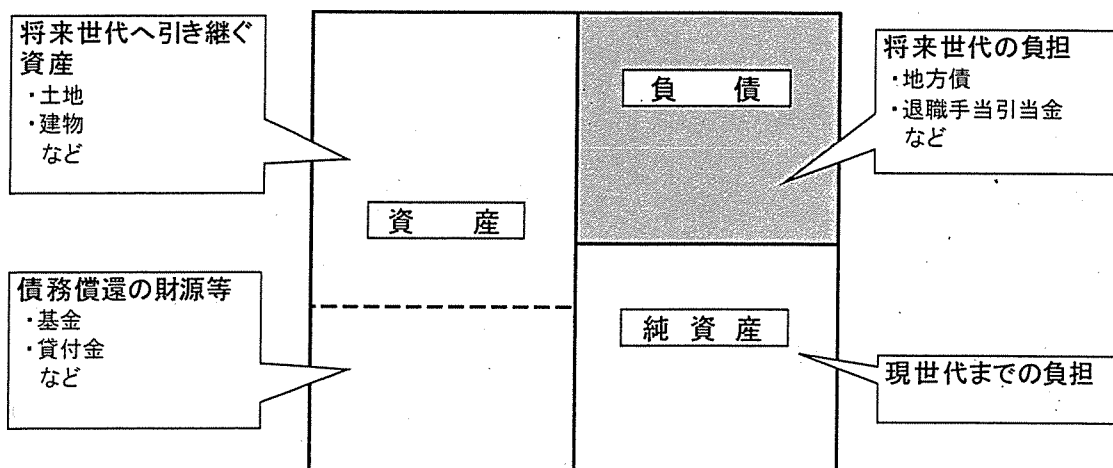 将来世代へ引き継ぐ
資産
・土地
・建物
など
資　産
債務償還の財源等
・基金
・貸付金
など
負　債
将来世代の負担
・地方債
・退職手当引当金
など
純 資 産
現世代までの負担